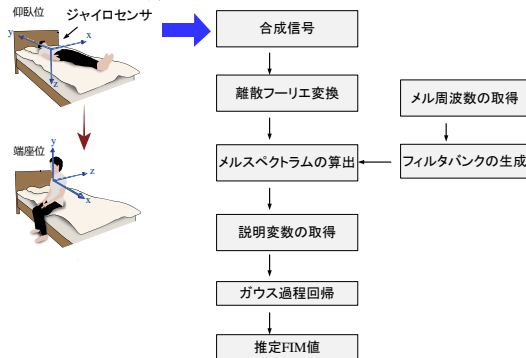 仰臥位
ジャイロセンサ
y
x
z
端座位
y
z
x
合成信号
離散フーリエ変換
メル周波数の取得
メルスペクトラムの算出
フィルタバンクの生成
説明変数の取得
ガウス過程回帰
推定FIM値